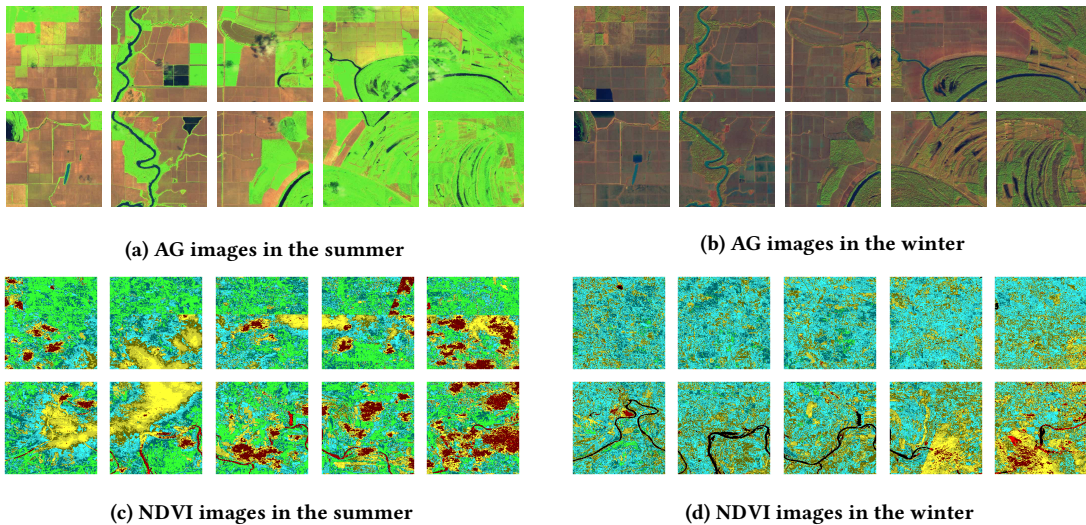 (a) AG images in the summer
(b) AG images in the winter
(c) NDVI images in the summer
(d) NDVI images in the winter